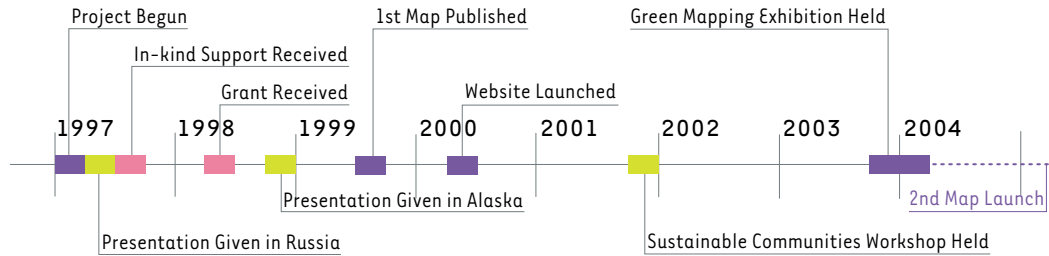 Project Begun
1st Map Published
Green Mapping Exhibition Held
In-kind Support Received
Grant Received
Website Launched
1997
1998
1999
2000
2001
2002
2003
2004
Presentation Given in Alaska
2nd Map Launch
Presentation Given in Russia
Sustainable Communities Workshop Held